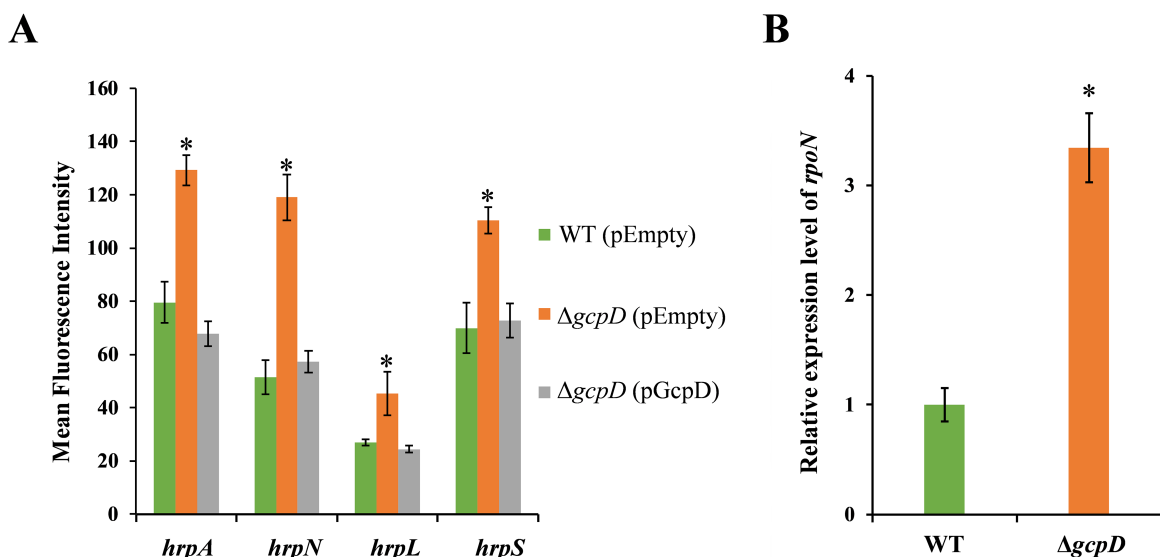 A
Mean Fluorescence Intensity
160
140
120
100
80
60
40
20
0
*
*
*
*
hrpA
hrpN
hrpL
hrpS
WT (pEmpty)
ΔgcpD (pEmpty)
ΔgcpD (pGcpD)
B
Relative expression level of rpoN
4
3
2
1
0
*
WT
ΔgcpD